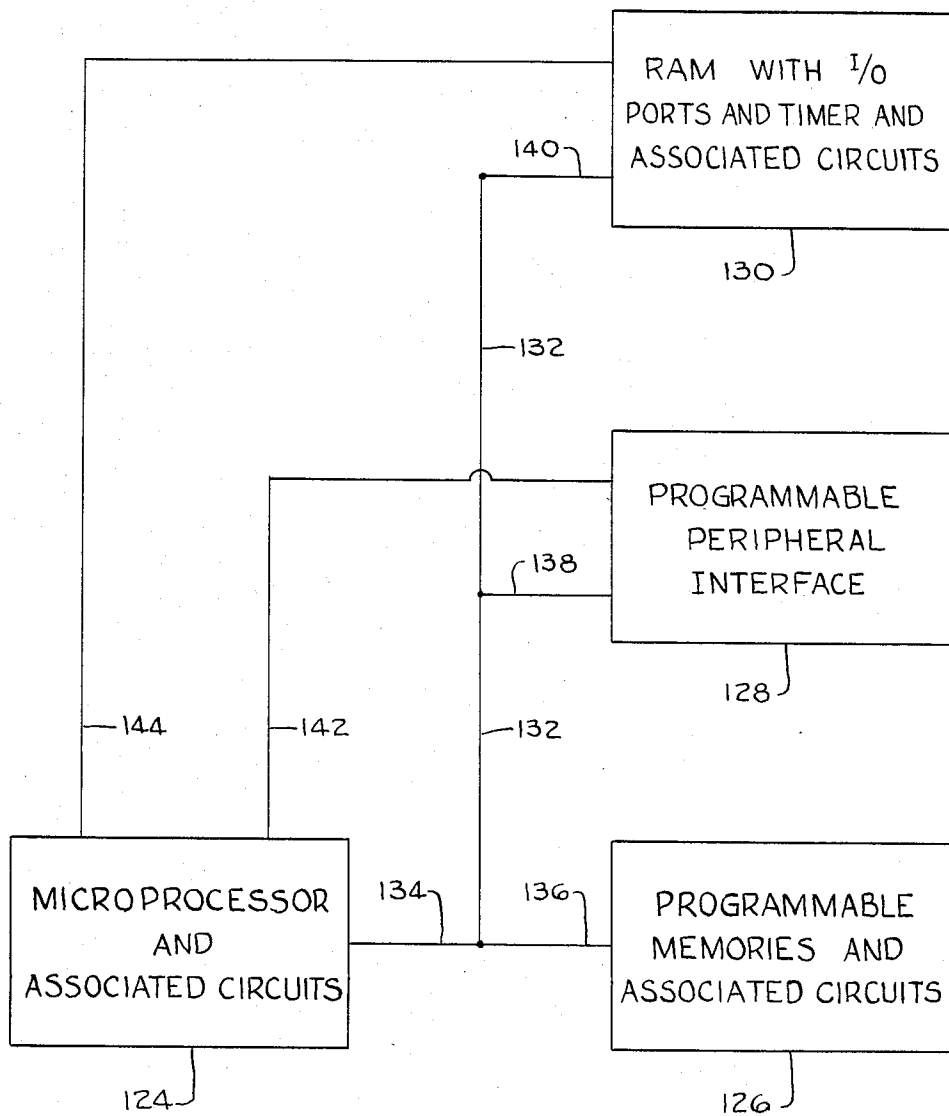 RAM WITH I/O
PORTS AND TIMER AND
ASSOCIATED CIRCUITS
140
130
132
PROGRAMMABLE
PERIPHERAL
INTERFACE
138
128
144
142
132
MICROPROCESSOR
AND
ASSOCIATED CIRCUITS
134
136
PROGRAMMABLE
MEMORIES AND
ASSOCIATED CIRCUITS
124
126